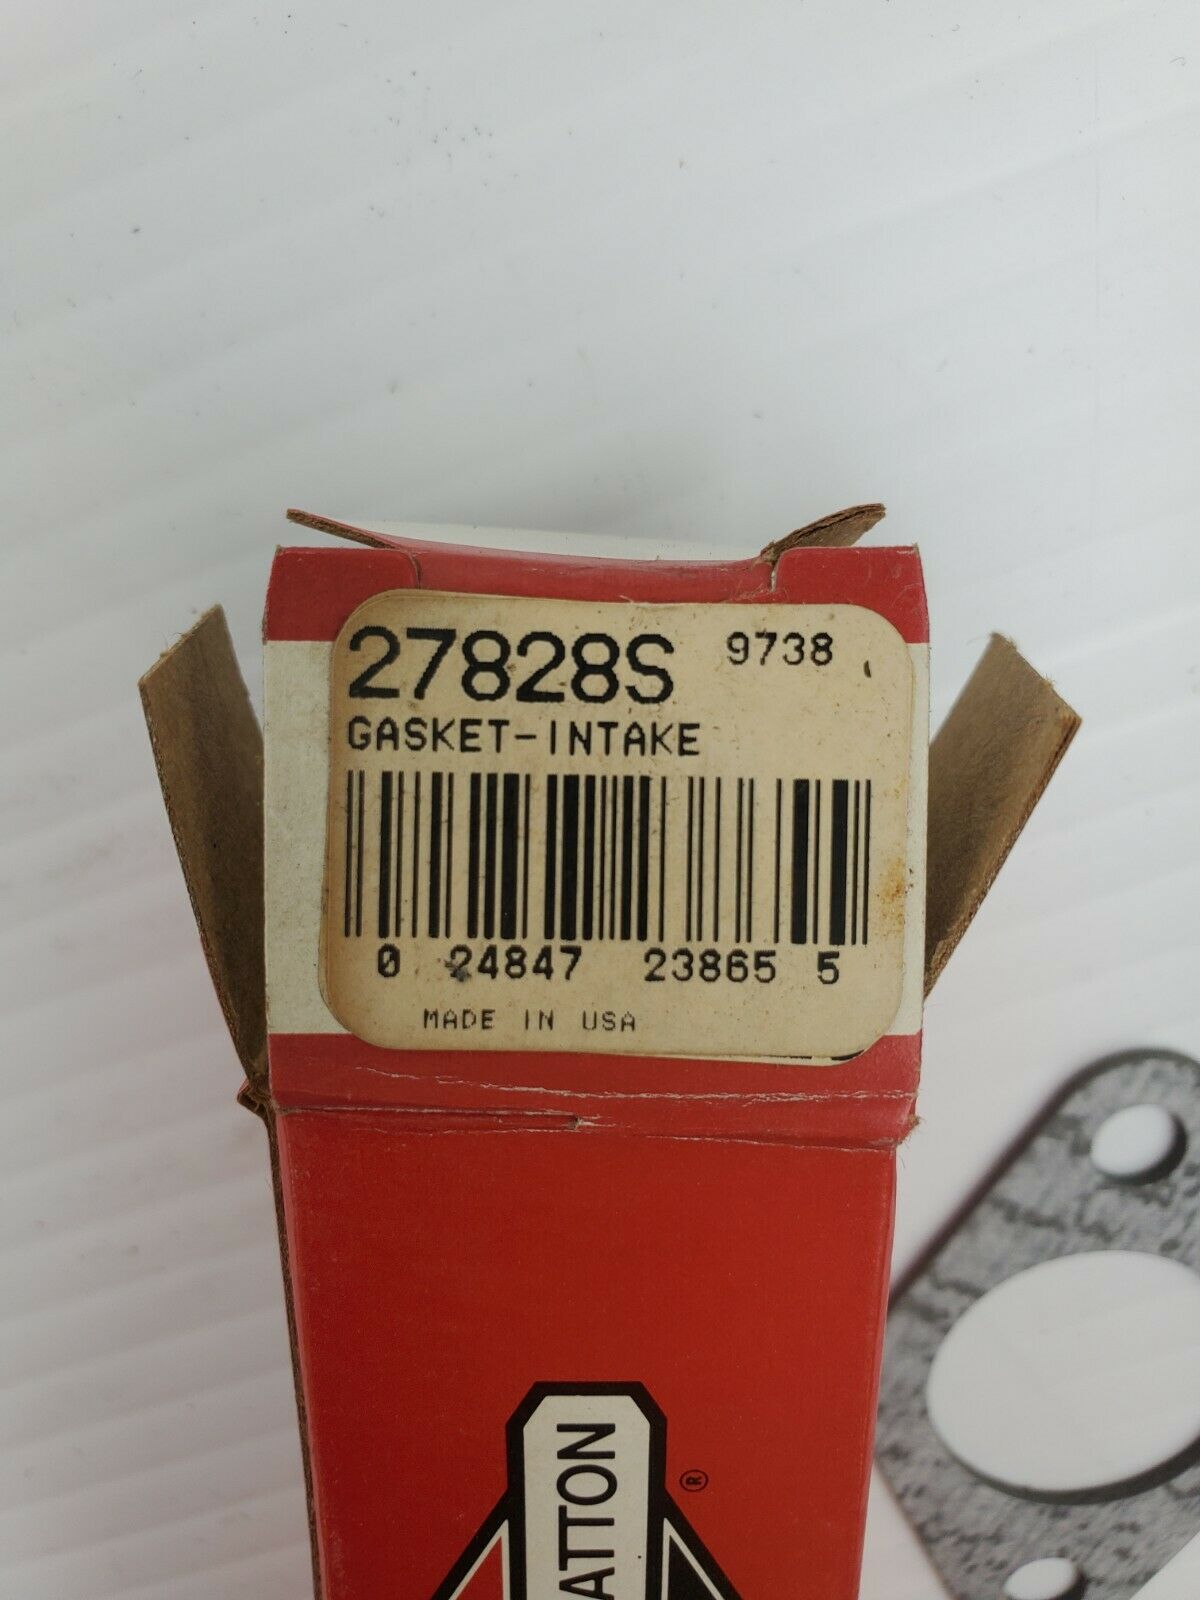 27828S 9738
GASKET-INTAKE
0 24847 23865 5
MADE IN USA
ATTON
®